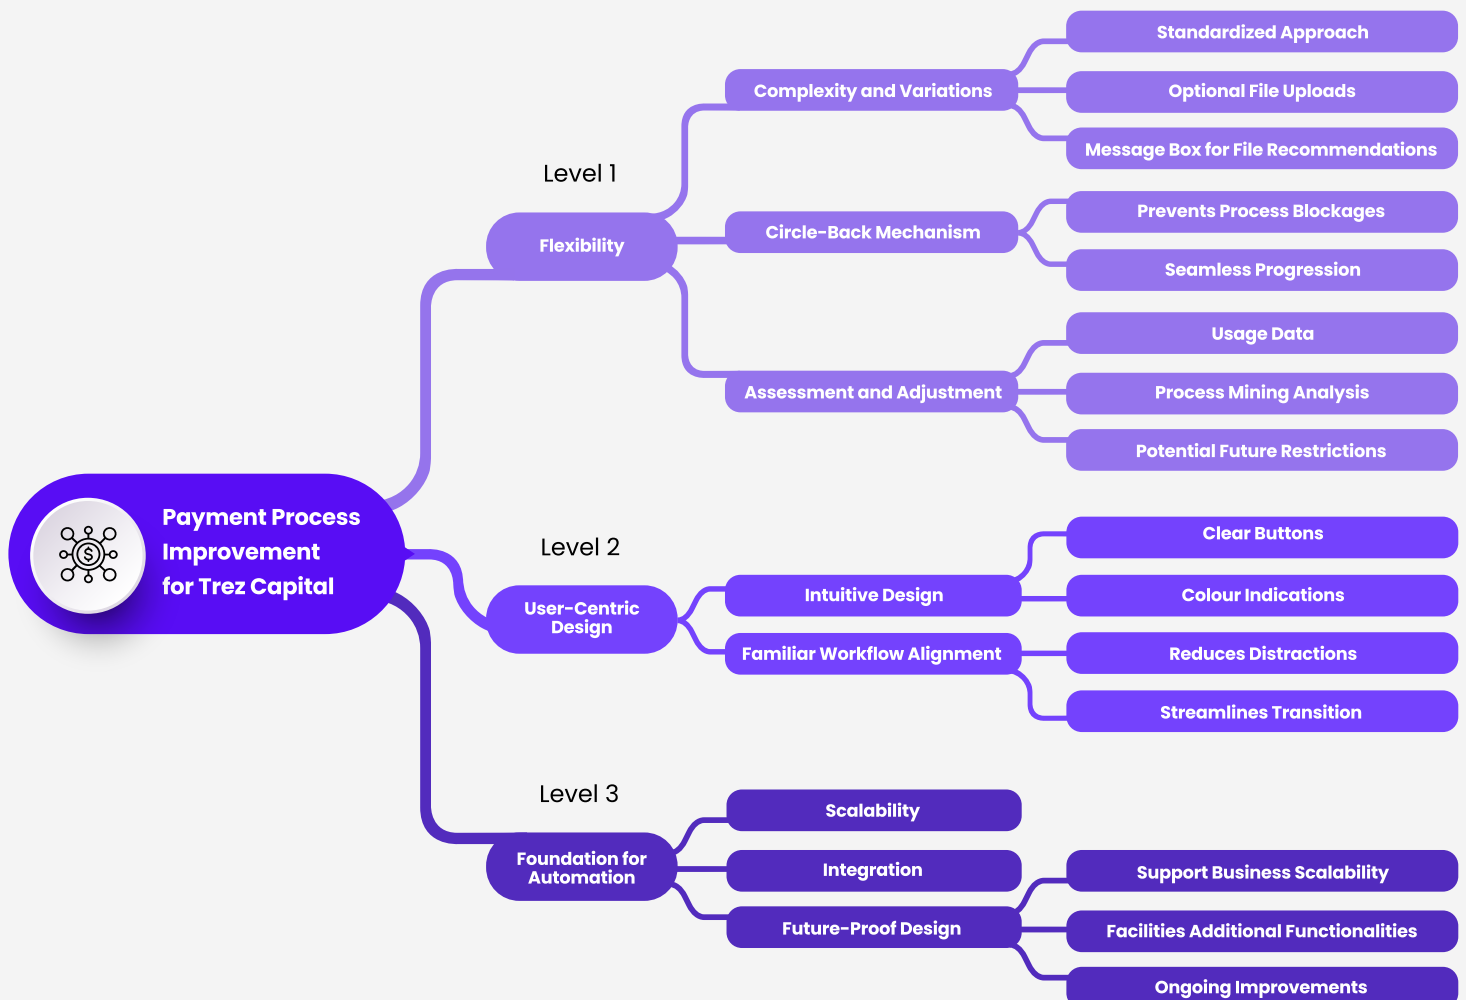 Payment Process
Improvement
for Trez Capital
Level 1
Flexibility
Complexity and Variations
Standardized Approach
Optional File Uploads
Message Box for File Recommendations
Circle-Back Mechanism
Prevents Process Blockages
Seamless Progression
Assessment and Adjustment
Usage Data
Process Mining Analysis
Potential Future Restrictions
Level 2
User-Centric
Design
Intuitive Design
Clear Buttons
Colour Indications
Familiar Workflow Alignment
Reduces Distractions
Streamlines Transition
Level 3
Foundation for
Automation
Scalability
Integration
Future-Proof Design
Support Business Scalability
Facilities Additional Functionalities
Ongoing Improvements
$